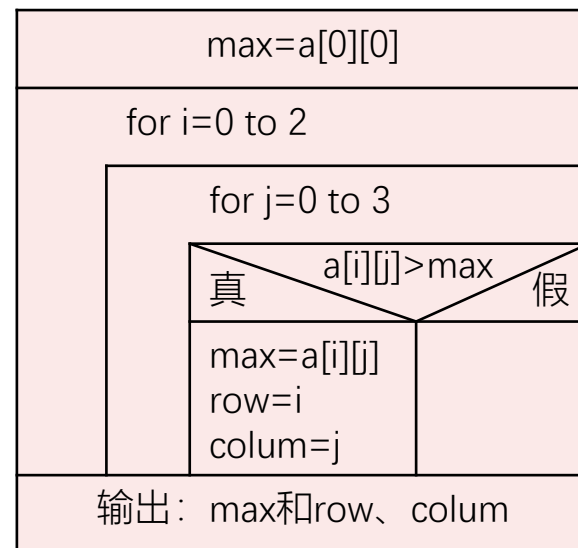 max=a[0][0]
for i=0 to 2
for j=0 to 3
a[i][j]>max
真
假
max=a[i][j]
row=i
colum=j
输出：max和row、colum